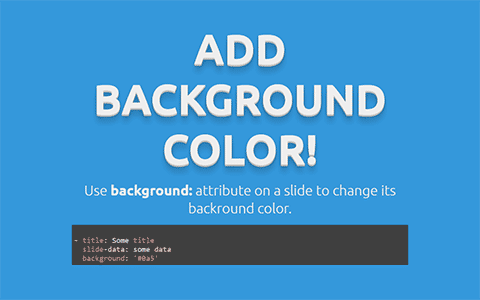 ADD
BACKGROUND
COLOR!
Use background: attribute on a slide to change its
backround color.
- title: Some title
slide-data: some data
background: '#0a5'